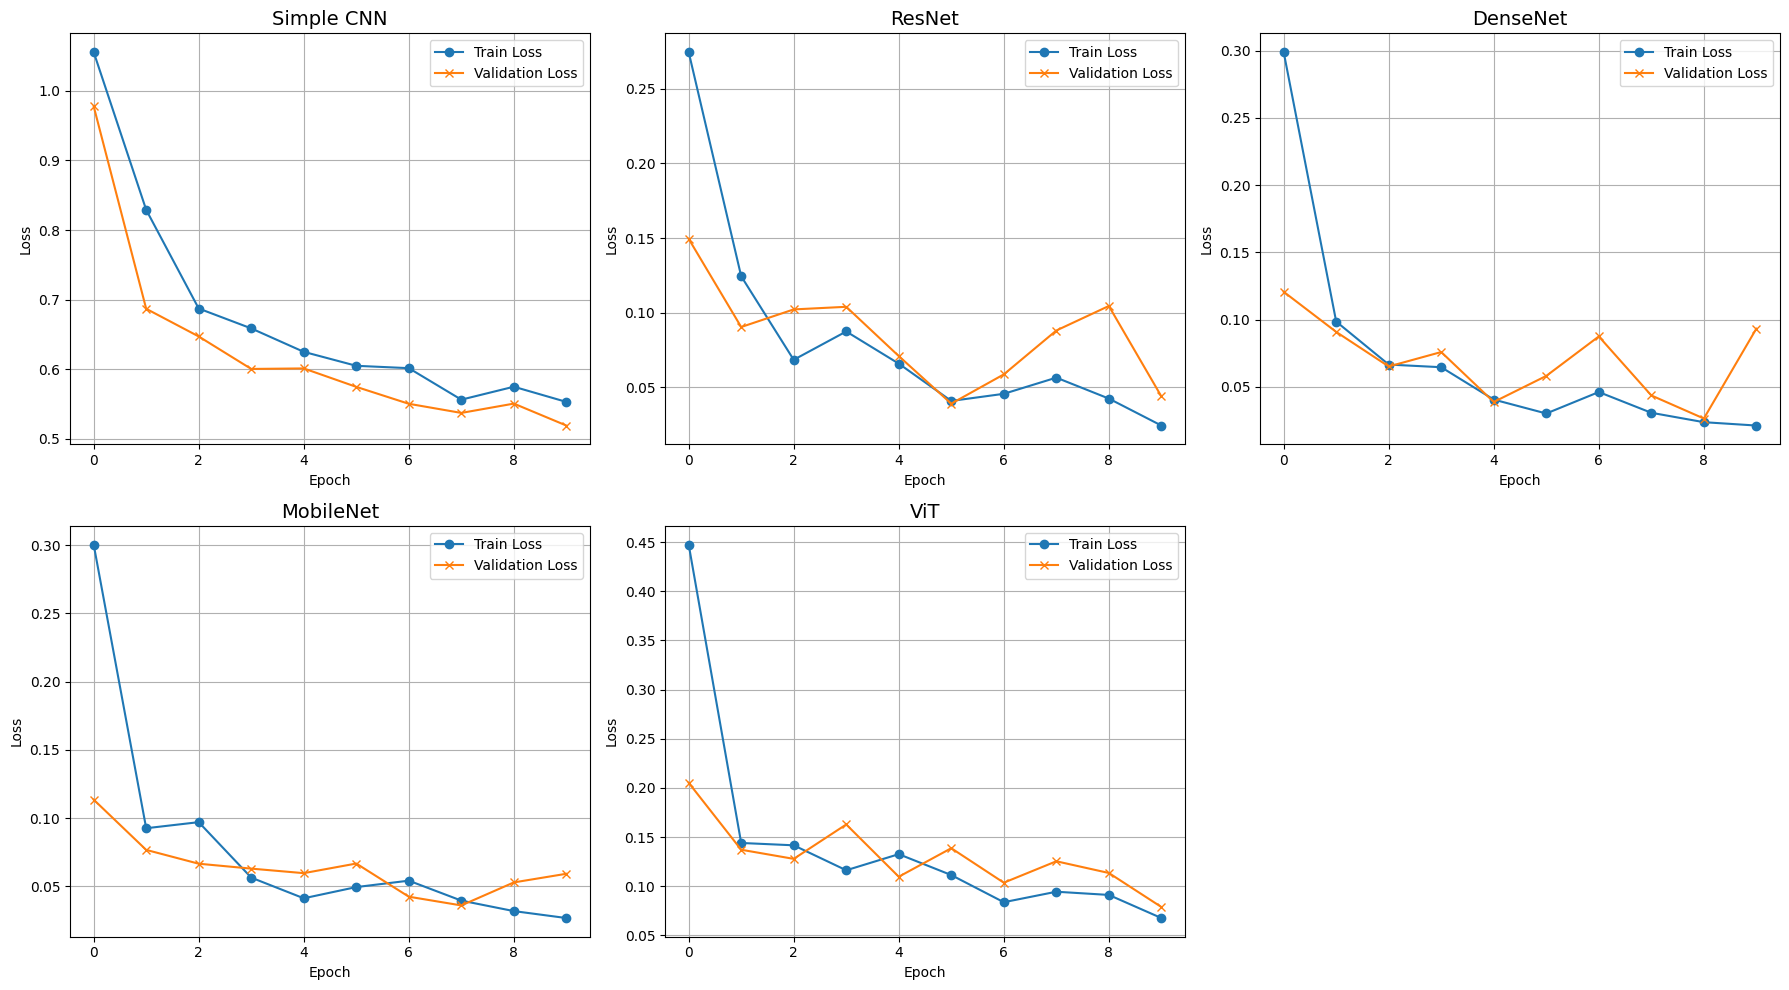 Simple CNN
1.0
0.9
0.8
0.7
0.6
0.5
Loss
Train Loss
Validation Loss
0 2 4 6 8
Epoch
ResNet
0.25
0.20
0.15
0.10
0.05
Loss
Train Loss
Validation Loss
0 2 4 6 8
Epoch
DenseNet
0.30
0.25
0.20
0.15
0.10
0.05
Loss
Train Loss
Validation Loss
0 2 4 6 8
Epoch
MobileNet
0.30
0.25
0.20
0.15
0.10
0.05
Loss
Train Loss
Validation Loss
0 2 4 6 8
Epoch
ViT
0.45
0.40
0.35
0.30
0.25
0.20
0.15
0.10
0.05
Loss
Train Loss
Validation Loss
0 2 4 6 8
Epoch